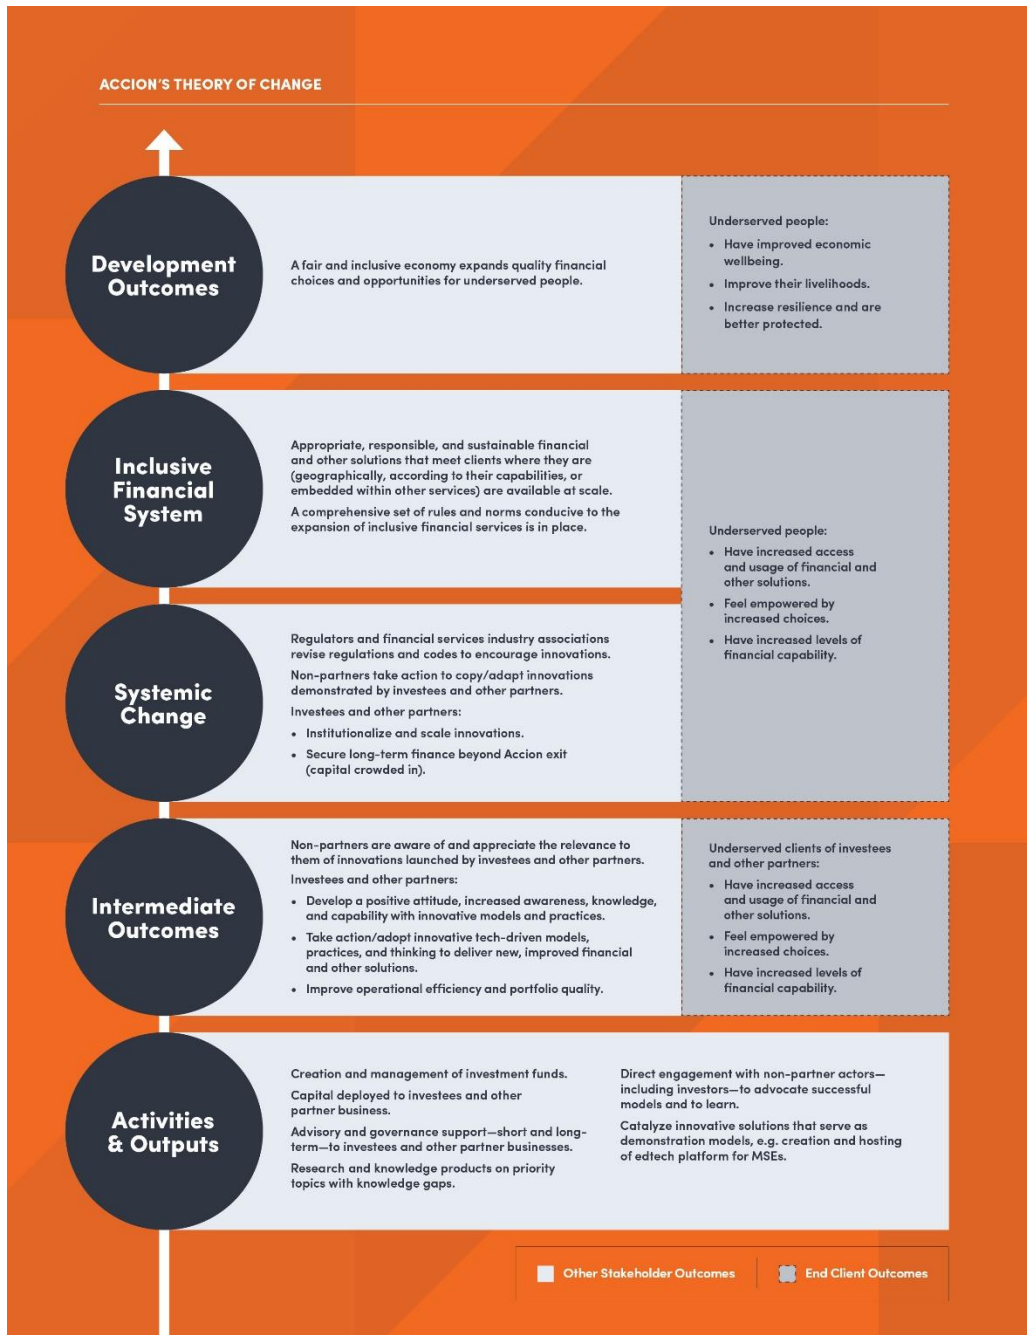 ACCION'S THEORY OF CHANGE
Development
Outcomes
A fair and inclusive economy expands quality financial
choices and opportunities for underserved people.
Underserved people:
• Have improved economic
wellbeing.
• Improve their livelihoods.
• Increase resilience and are
better protected.
Inclusive
Financial
System
Appropriate, responsible, and sustainable financial
and other solutions that meet clients where they are
(geographically, according to their capabilities, or
embedded within other services) are available at scale.
A comprehensive set of rules and norms conducive to the
expansion of inclusive financial services is in place.
Underserved people:
• Have increased access
and usage of financial and
other solutions.
• Feel empowered by
increased choices.
• Have increased levels of
financial capability.
Systemic
Change
Regulators and financial services industry associations
revise regulations and codes to encourage innovations.
Non-partners take action to copy/adapt innovations
demonstrated by investees and other partners.
Investees and other partners:
• Institutionalize and scale innovations.
• Secure long-term finance beyond Accion exit
(capital crowded in).
Intermediate
Outcomes
Non-partners are aware of and appreciate the relevance to
them of innovations launched by investees and other partners.
Investees and other partners:
• Develop a positive attitude, increased awareness, knowledge,
and capability with innovative models and practices.
• Take action/adopt innovative tech-driven models,
practices, and thinking to deliver new, improved financial
and other solutions.
• Improve operational efficiency and portfolio quality.
Underserved clients of investees
and other partners:
• Have increased access
and usage of financial and
other solutions.
• Feel empowered by
increased choices.
• Have increased levels of
financial capability.
Activities
& Outputs
Creation and management of investment funds.
Capital deployed to investees and other
partner business.
Advisory and governance support—short and long-
term—to investees and other partner businesses.
Research and knowledge products on priority
topics with knowledge gaps.
Direct engagement with non-partner actors—
including investors—to advocate successful
models and to learn.
Catalyze innovative solutions that serve as
demonstration models, e.g. creation and hosting
of edtech platform for MSEs.
Other Stakeholder Outcomes
End Client Outcomes